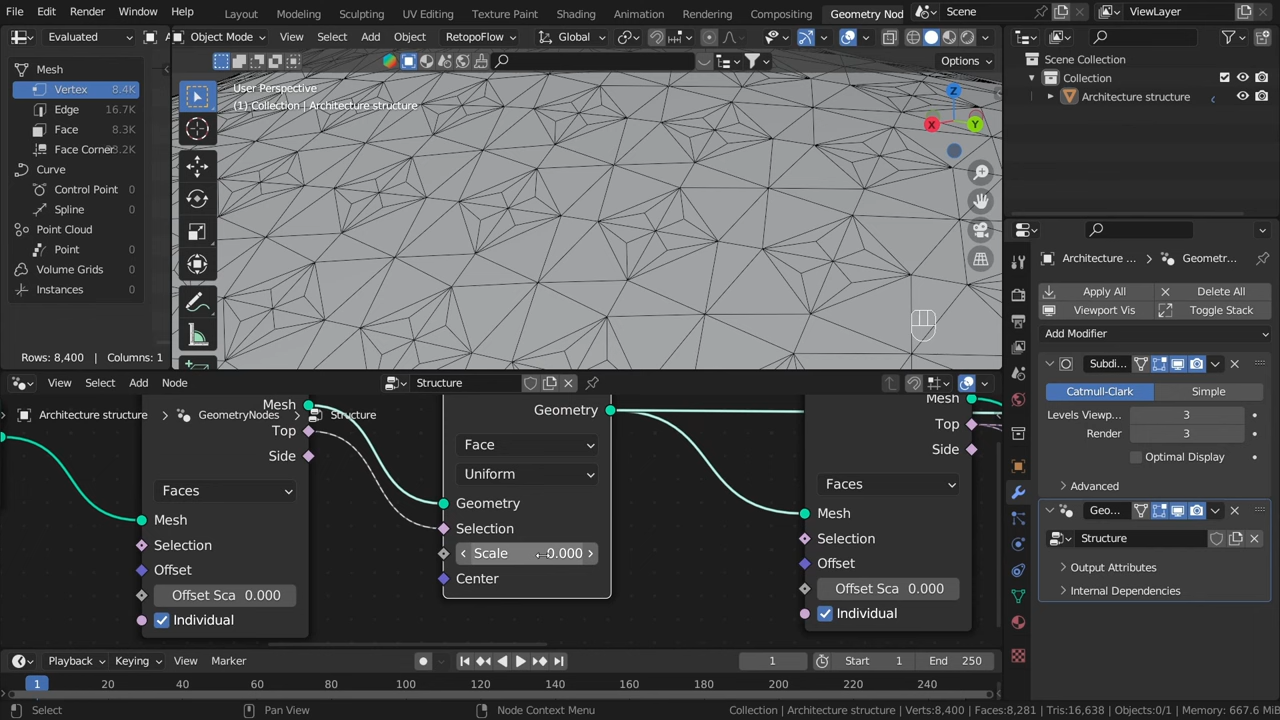 File Edit Render Window Help Layout Modeling Sculpting UV Editing Texture Paint Shading Animation Rendering Compositing Geometry Nod Scene ViewLayer
Evaluated Object Mode View Select Add Object RetopoFlow Global
Options
Mesh
Vertex 8.4K
Edge 16.7K
Face 8.3K
Face Corner
Curve
Control Point 0
Spline 0
Point Cloud
Point 0
Volume Grids
Instances 0
Rows: 8,400 | Columns: 1
User Perspective
(1) Collection | Architecture structure
Z
X
Y
Scene Collection
Collection
Architecture structure
Architecture ... > Geometr...
Apply All Delete All
Viewport Vis Toggle Stack
Add Modifier
Subdi...
Catmull-Clark Simple
Levels Viewp... 3
Render 3
Optimal Display
Advanced
Geo...
Structure
Output Attributes
Internal Dependencies
View Select Add Node Structure
Architecture structure > GeometryNodes > Structure
Mesh
Top
Side
Faces
Mesh
Selection
Offset
Offset Sca 0.000
Individual
Geometry
Face
Uniform
Geometry
Selection
Scale 0.000
Center
Mesh
Top
Side
Faces
Mesh
Selection
Offset
Offset Sca 0.000
Individual
Playback Keying View Marker 1 Start 1 End 250
1 20 40 60 80 100 120 140 160 180 200 220 240
Select Pan View Node Context Menu Collection | Architecture structure | Verts:8,400 | Faces:8,281 | Tris:16,638 | Objects:0/1 | Memory: 667.6 MiB